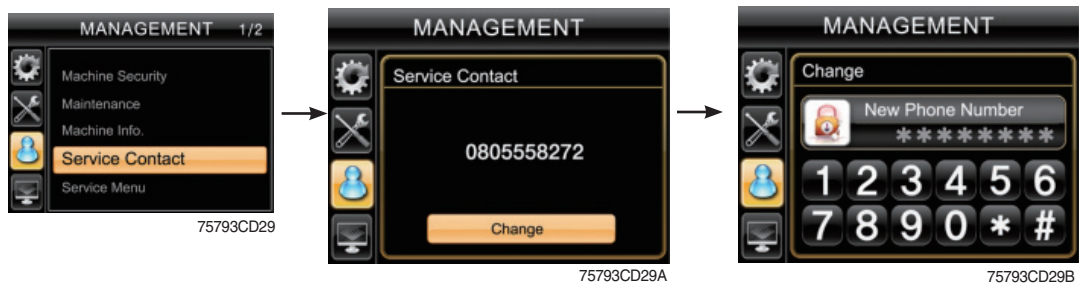 MANAGEMENT 1/2
Machine Security
Maintenance
Machine Info.
Service Contact
Service Menu
75793CD29
MANAGEMENT
Service Contact
0805558272
Change
75793CD29A
MANAGEMENT
Change
New Phone Number
********
1 2 3 4 5 6
7 8 9 0 * #
75793CD29B